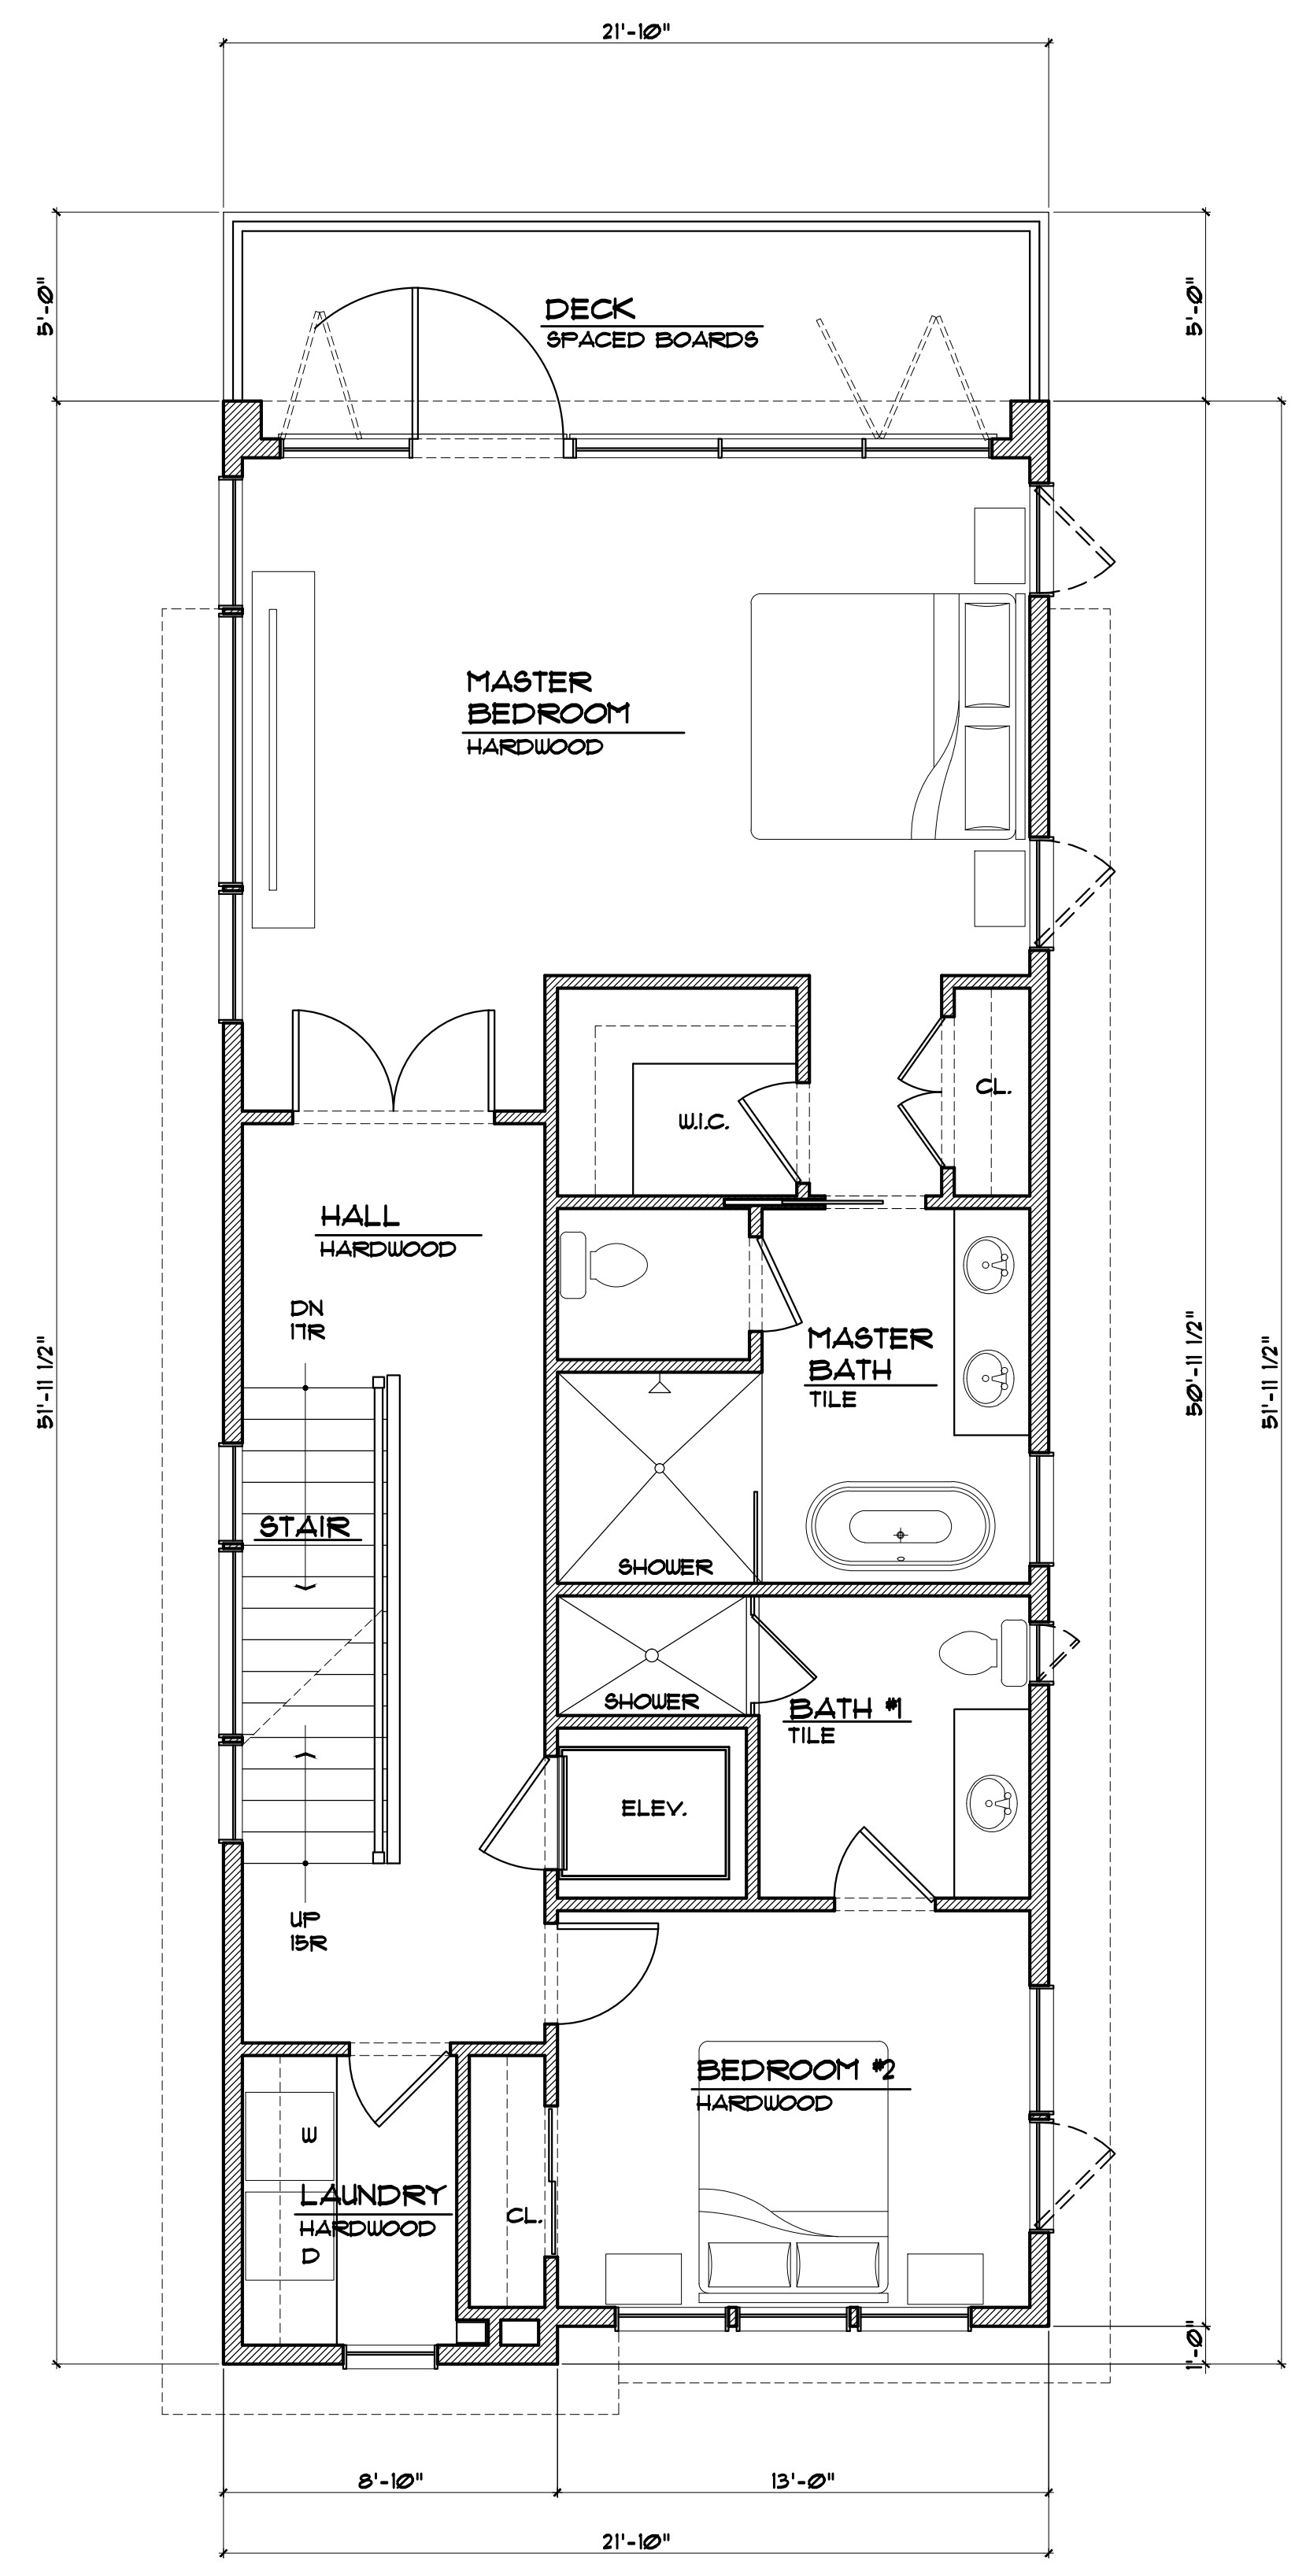 21'-10"
5'-0"
5'-0"
DECK
SPACED BOARDS
MASTER
BEDROOM
HARDWOOD
CL.
W.I.C.
HALL
HARDWOOD
DN
17R
MASTER
BATH
TILE
51'-11 1/2"
50'-11 1/2"
51'-11 1/2"
STAIR
SHOWER
SHOWER
BATH #1
TILE
ELEV.
UP
15R
BEDROOM #2
HARDWOOD
W
LAUNDRY
HARDWOOD
D
CL.
1'-0"
8'-10"
13'-0"
21'-10"